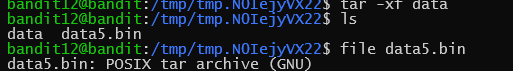 bandit12@bandit:/tmp/tmp.NOIejyVX22$ tar -xf data
bandit12@bandit:/tmp/tmp.NOIejyVX22$ ls
data  data5.bin
bandit12@bandit:/tmp/tmp.NOIejyVX22$ file data5.bin
data5.bin: POSIX tar archive (GNU)